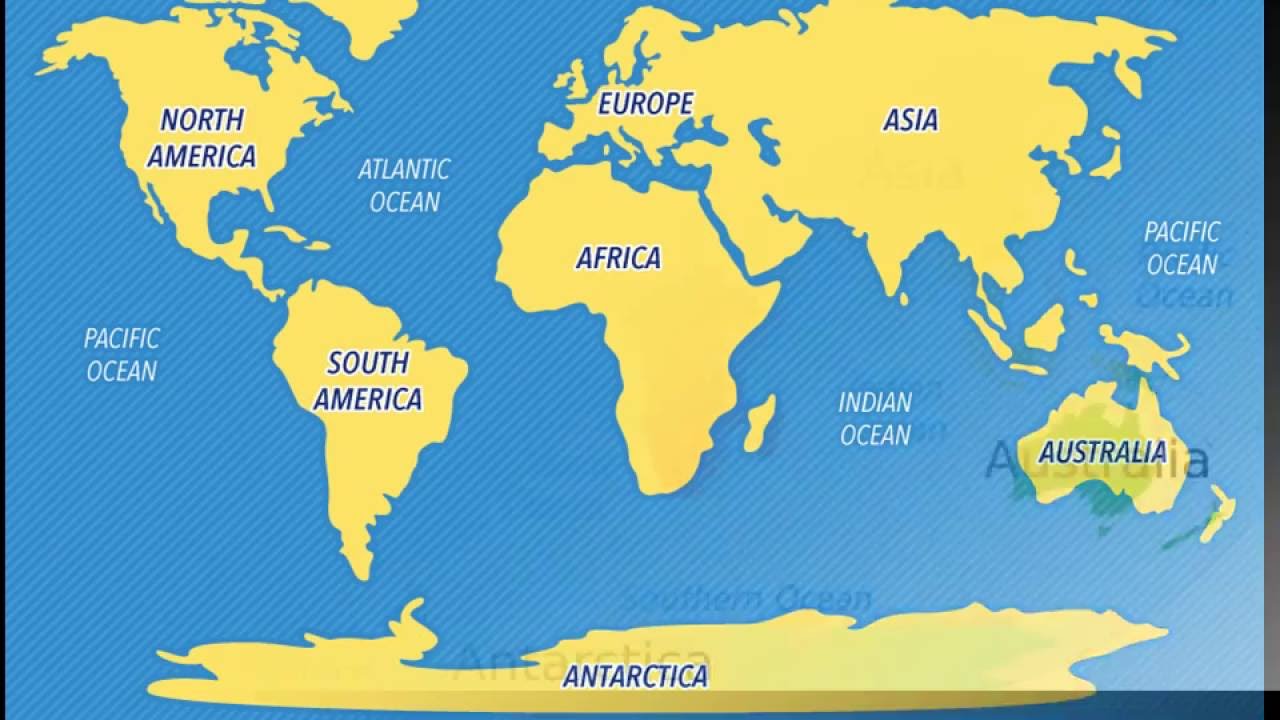 NORTH
AMERICA
EUROPE
ASIA
Asia
ATLANTIC
OCEAN
AFRICA
PACIFIC
OCEAN
Ocean
PACIFIC
OCEAN
SOUTH
AMERICA
INDIAN
OCEAN
AUSTRALIA
Australia
Southern Ocean
Antarctica
ANTARCTICA